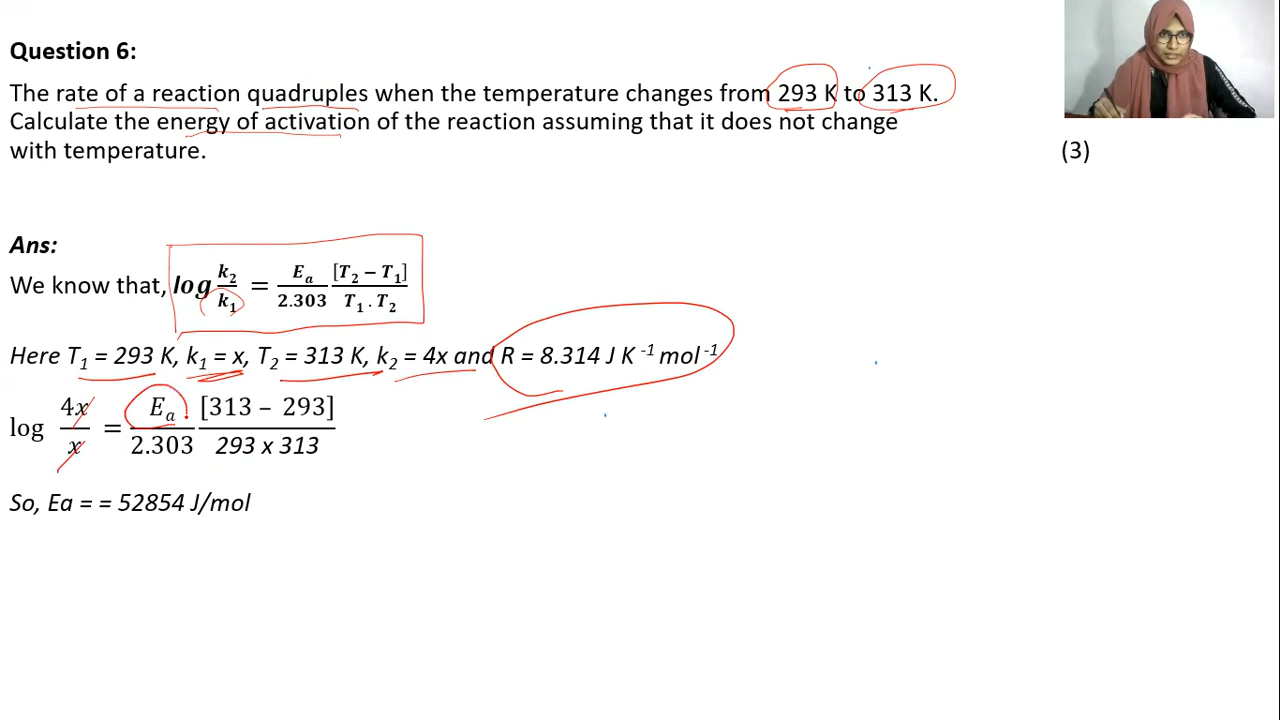 Question 6:
The rate of a reaction quadruples when the temperature changes from 293 K to 313 K.
Calculate the energy of activation of the reaction assuming that it does not change
with temperature. (3)
Ans:
We know that, log k₂/k₁ = Eₐ/2.303 [T₂ – T₁]/T₁ . T₂
Here T₁ = 293 K, k₁ = x, T₂ = 313 K, k₂ = 4x and R = 8.314 J K⁻¹ mol⁻¹
log 4x/x = Eₐ/2.303 [313 – 293]/293 x 313
So, Ea = = 52854 J/mol